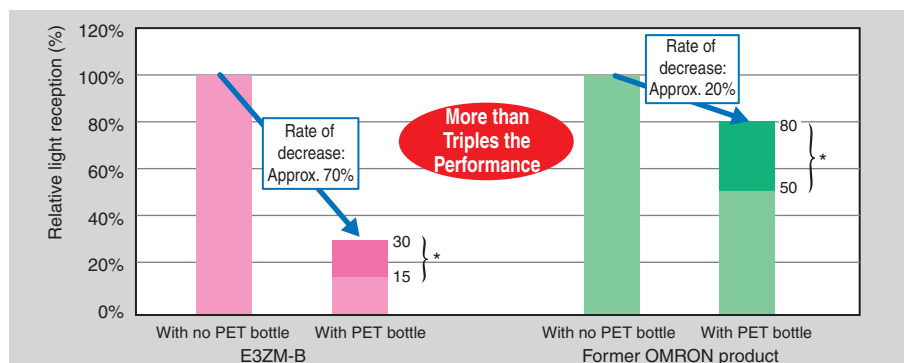 Relative light reception (%)
120%
100%
80%
60%
40%
20%
0%
Rate of
decrease:
Approx. 70%
30
15
*
More than
Triples the
Performance
Rate of
decrease:
Approx. 20%
80
50
*
With no PET bottle
With PET bottle
E3ZM-B
With no PET bottle
With PET bottle
Former OMRON product